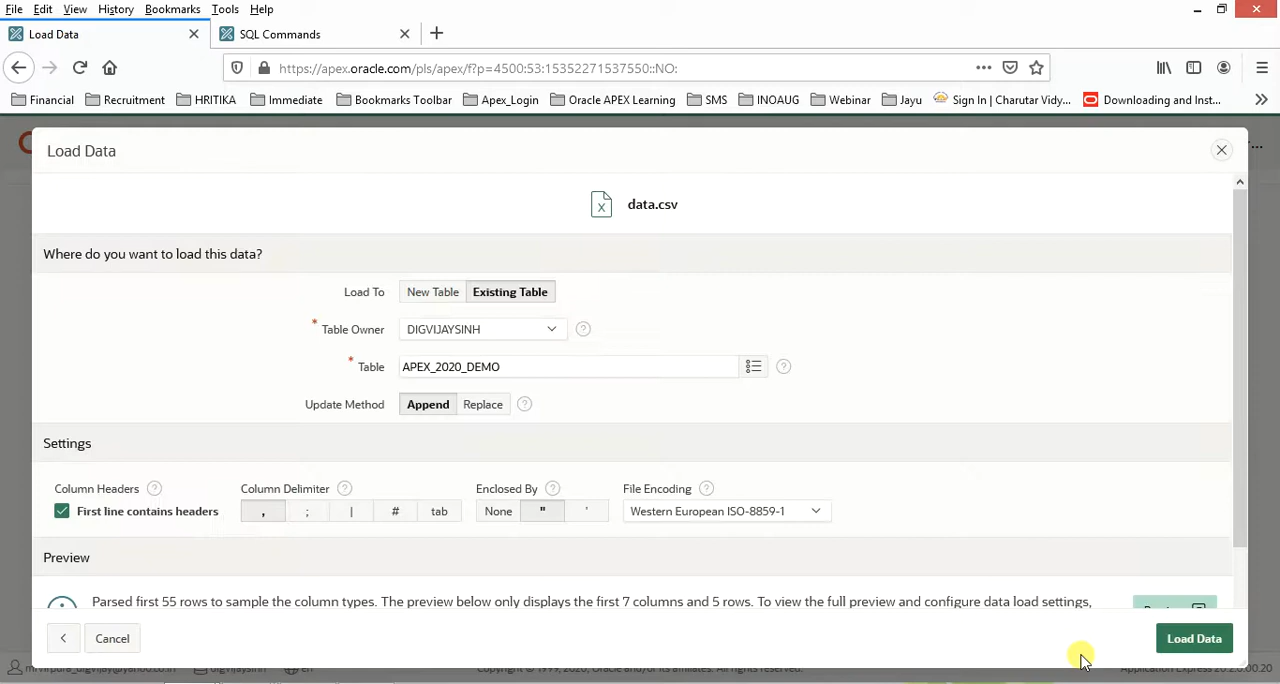 File Edit View History Bookmarks Tools Help
Load Data
SQL Commands
https://apex.oracle.com/pls/apex/f?p=4500:53:15352271537550::NO:
Financial Recruitment HRITIKA Immediate Bookmarks Toolbar Apex_Login Oracle APEX Learning SMS INOAUG Webinar Jayu Sign In | Charutar Vidy... Downloading and Inst...
Load Data
data.csv
Where do you want to load this data?
Load To New Table Existing Table
* Table Owner DIGVIJAYSINH
* Table APEX_2020_DEMO
Update Method Append Replace
Settings
Column Headers Column Delimiter Enclosed By File Encoding
First line contains headers , ; | # tab None " ' Western European ISO-8859-1
Preview
Parsed first 55 rows to sample the column types. The preview below only displays the first 7 columns and 5 rows. To view the full preview and configure data load settings,
Cancel
Load Data